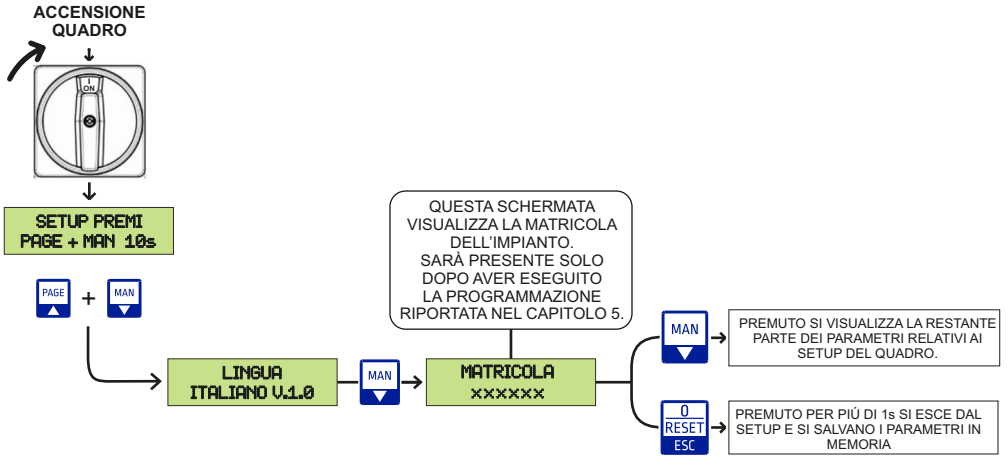 ACCENSIONE
QUADRO
I
ON
SETUP PREMI
PAGE + MAN 10s
PAGE
+
MAN
LINGUA
ITALIANO V.1.0
MAN
QUESTA SCHERMATA
VISUALIZZA LA MATRICOLA
DELL'IMPIANTO.
SARÀ PRESENTE SOLO
DOPO AVER ESEGUITO
LA PROGRAMMAZIONE
RIPORTATA NEL CAPITOLO 5.
MATRICOLA
××××××
MAN
PREMUTO SI VISUALIZZA LA RESTANTE
PARTE DEI PARAMETRI RELATIVI AI
SETUP DEL QUADRO.
0
RESET
ESC
PREMUTO PER PIÚ DI 1s SI ESCE DAL
SETUP E SI SALVANO I PARAMETRI IN
MEMORIA